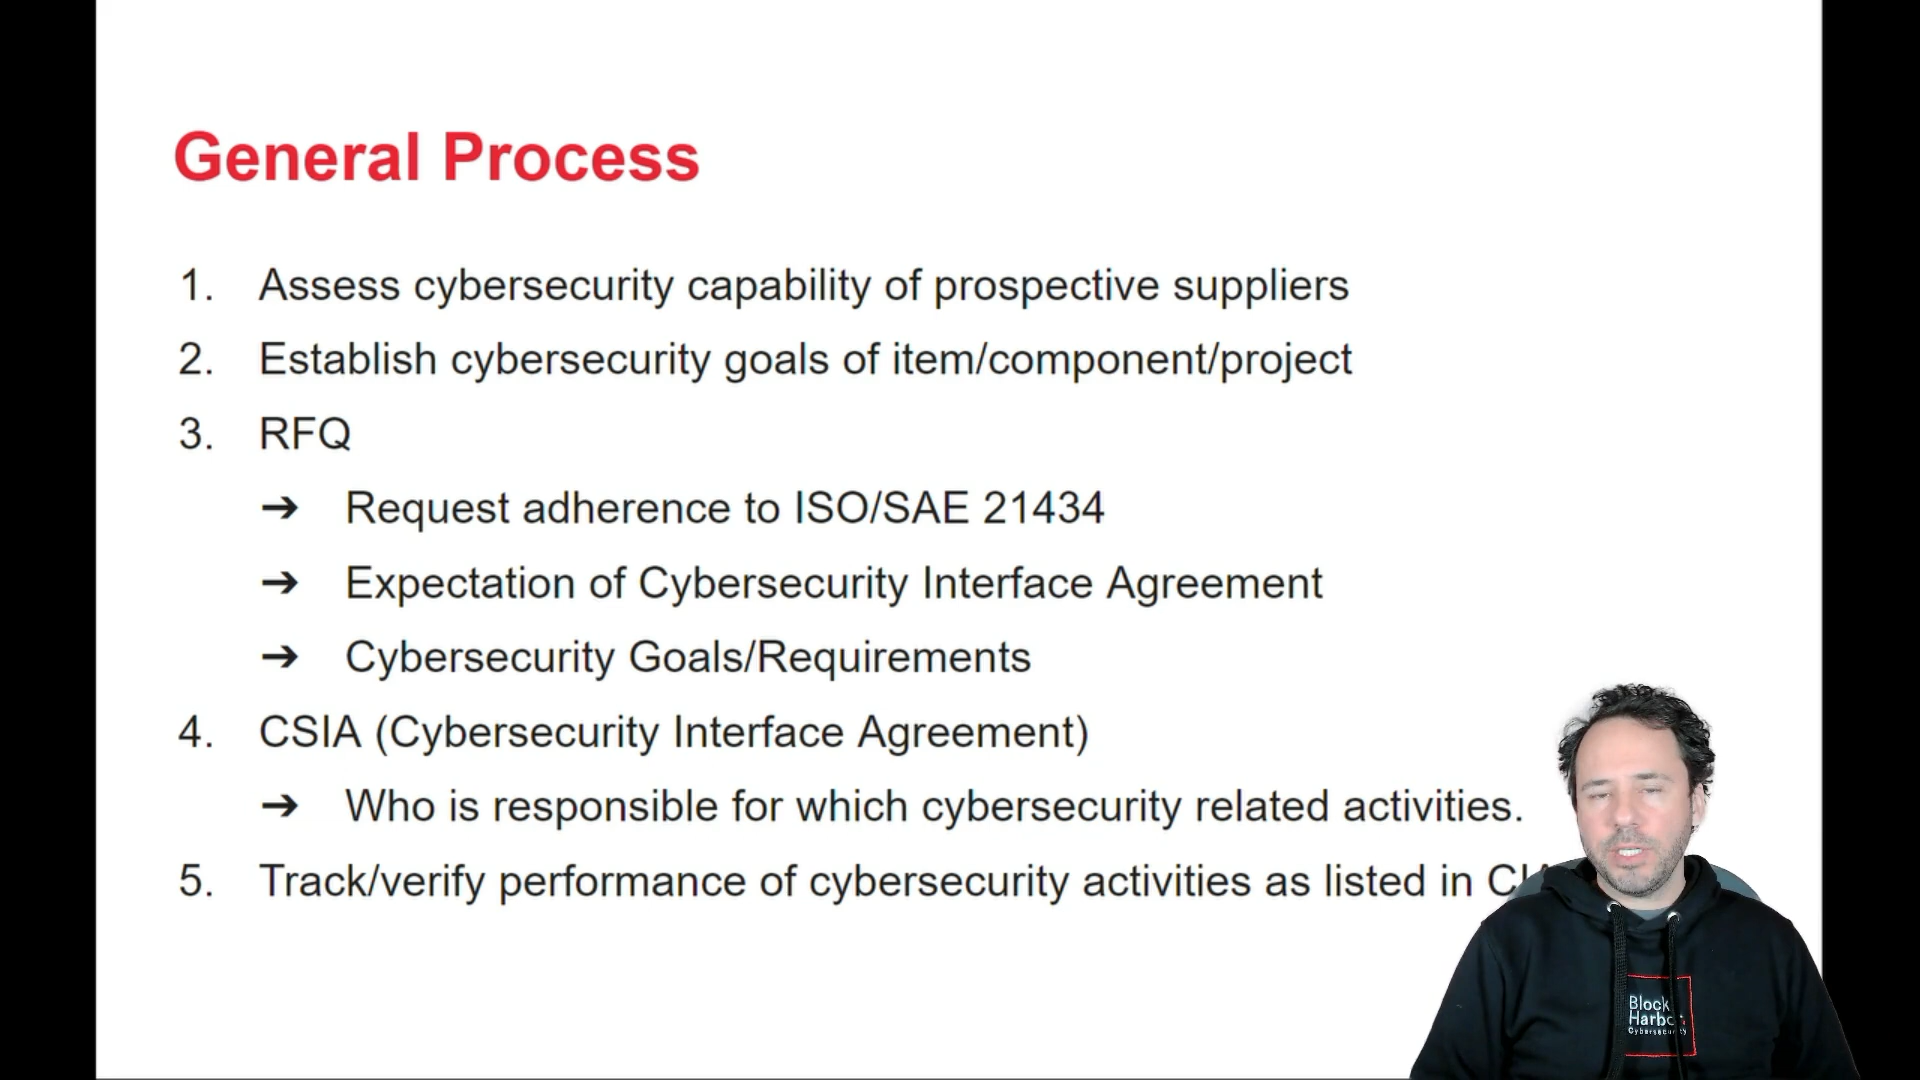 General Process
1. Assess cybersecurity capability of prospective suppliers
2. Establish cybersecurity goals of item/component/project
3. RFQ
➔ Request adherence to ISO/SAE 21434
➔ Expectation of Cybersecurity Interface Agreement
➔ Cybersecurity Goals/Requirements
4. CSIA (Cybersecurity Interface Agreement)
➔ Who is responsible for which cybersecurity related activities.
5. Track/verify performance of cybersecurity activities as listed in
Block
Cybersecurity